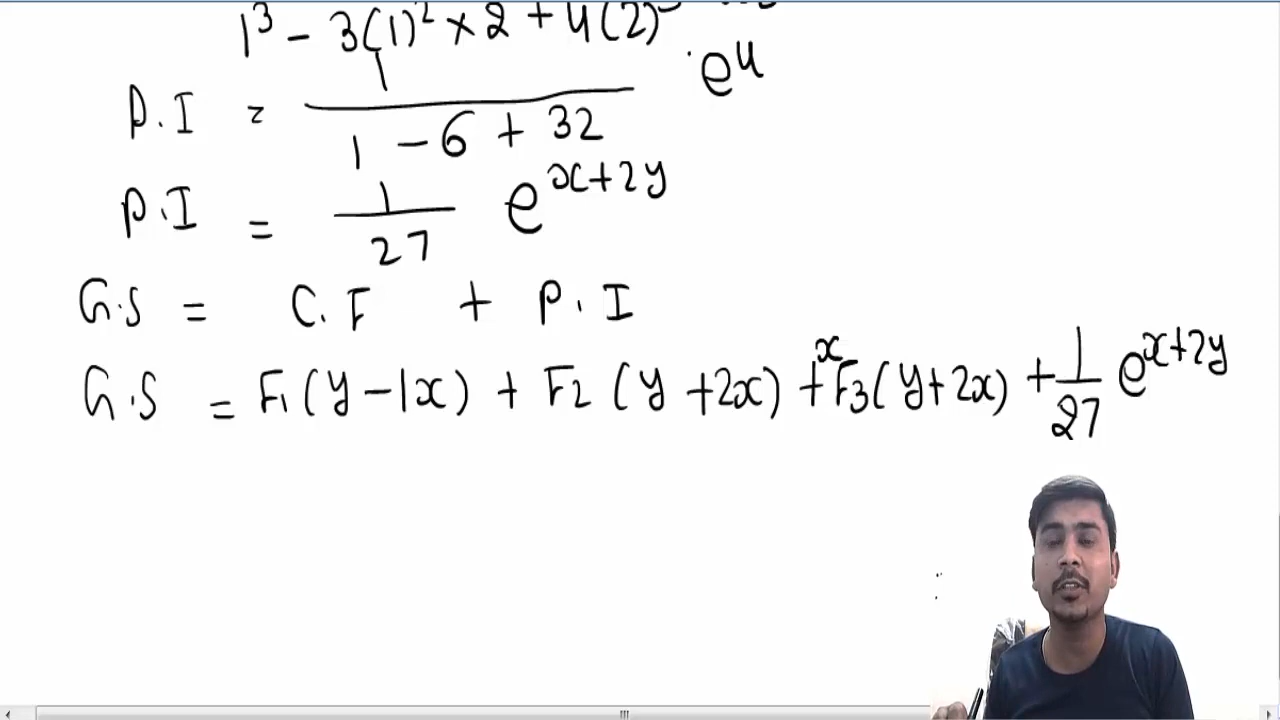 1³ - 3(1)² × 2 + 4(2)³
P.I = 1/(1 - 6 + 32) . e^u
P.I = 1/27 e^(x+2y)
G.S = C.F + P.I
G.S = F₁(y-1x) + F₂(y+2x) + xF₃(y+2x) + 1/27 e^(x+2y)